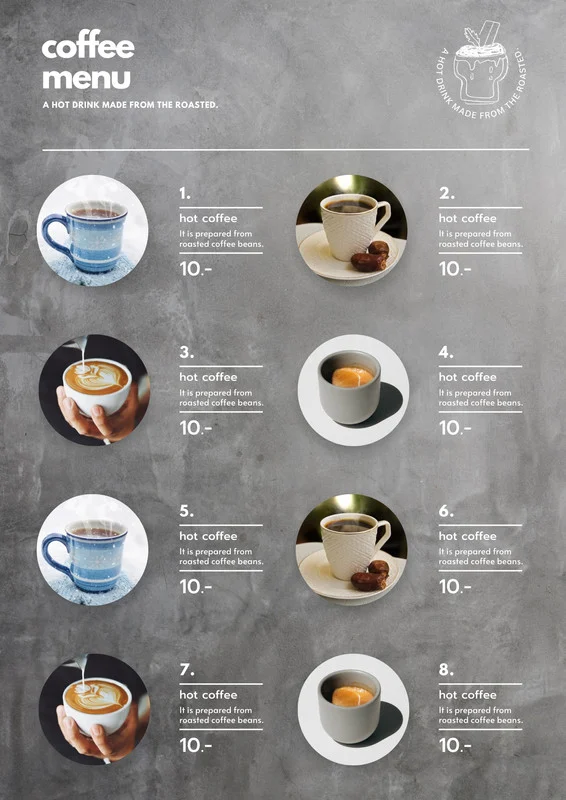 coffee
menu
A HOT DRINK MADE FROM THE ROASTED.
A HOT DRINK MADE FROM THE ROASTED.
1.
hot coffee
It is prepared from
roasted coffee beans.
10.-
2.
hot coffee
It is prepared from
roasted coffee beans.
10.-
3.
hot coffee
It is prepared from
roasted coffee beans.
10.-
4.
hot coffee
It is prepared from
roasted coffee beans.
10.-
5.
hot coffee
It is prepared from
roasted coffee beans.
10.-
6.
hot coffee
It is prepared from
roasted coffee beans.
10.-
7.
hot coffee
It is prepared from
roasted coffee beans.
10.-
8.
hot coffee
It is prepared from
roasted coffee beans.
10.-